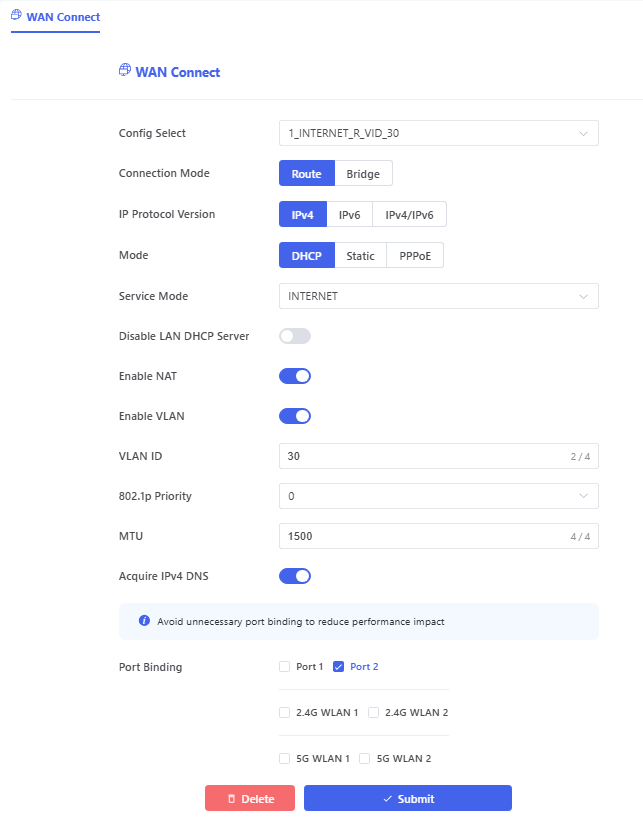 WAN Connect
WAN Connect
Config Select 1_INTERNET_R_VID_30
Connection Mode Route Bridge
IP Protocol Version IPv4 IPv6 IPv4/IPv6
Mode DHCP Static PPPoE
Service Mode INTERNET
Disable LAN DHCP Server
Enable NAT
Enable VLAN
VLAN ID 30 2 / 4
802.1p Priority 0
MTU 1500 4 / 4
Acquire IPv4 DNS
Avoid unnecessary port binding to reduce performance impact
Port Binding Port 1 Port 2
2.4G WLAN 1 2.4G WLAN 2
5G WLAN 1 5G WLAN 2
Delete Submit